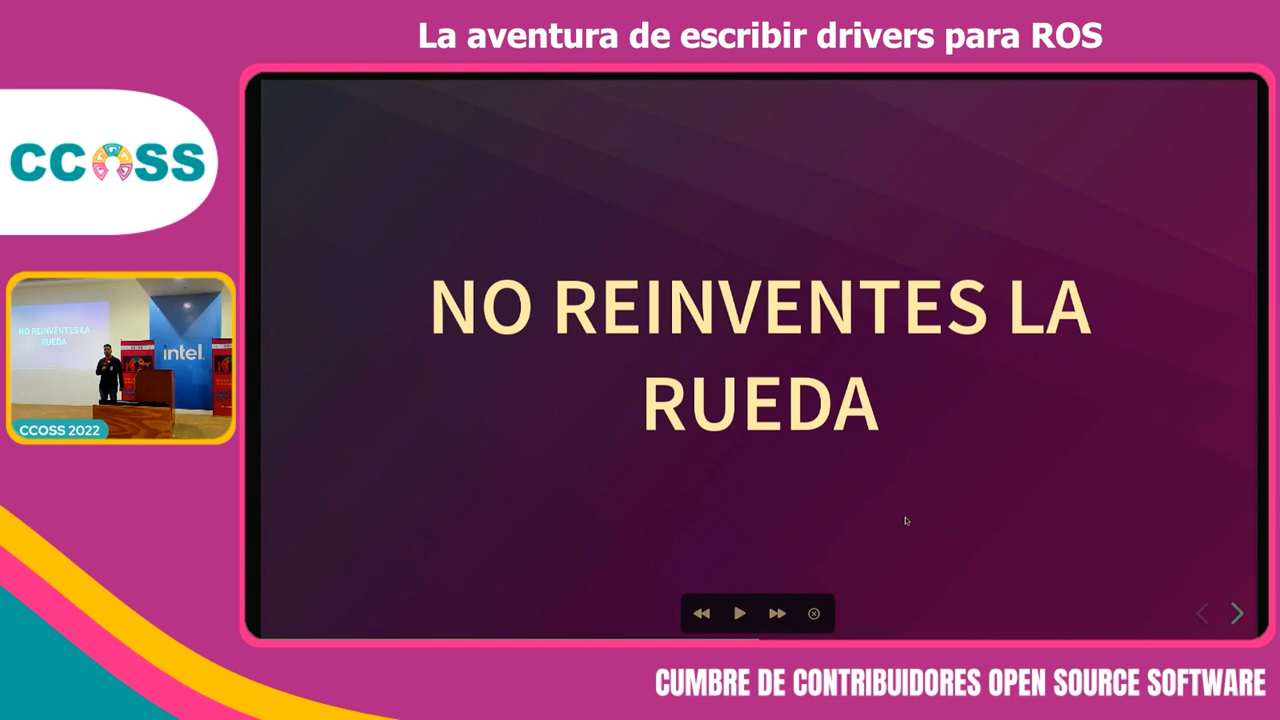 La aventura de escribir drivers para ROS
CCOSS
NO REINVENTES LA
RUEDA
NO REINVENTES LA
RUEDA
intel.
CCOSS 2022
CUMBRE DE CONTRIBUIDORES OPEN SOURCE SOFTWARE